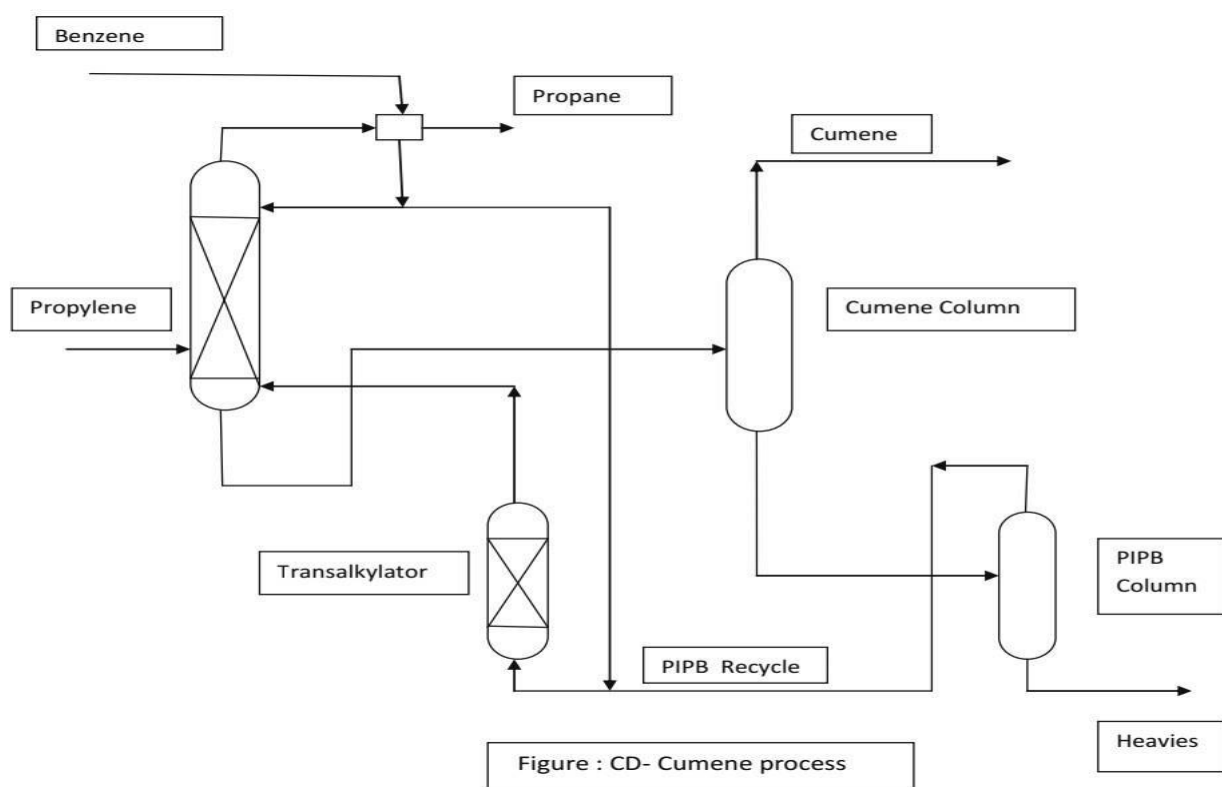 Benzene
Propane
Cumene
Propylene
Cumene Column
Transalkylator
PIPB
Column
PIPB Recycle
Heavies
Figure : CD- Cumene process